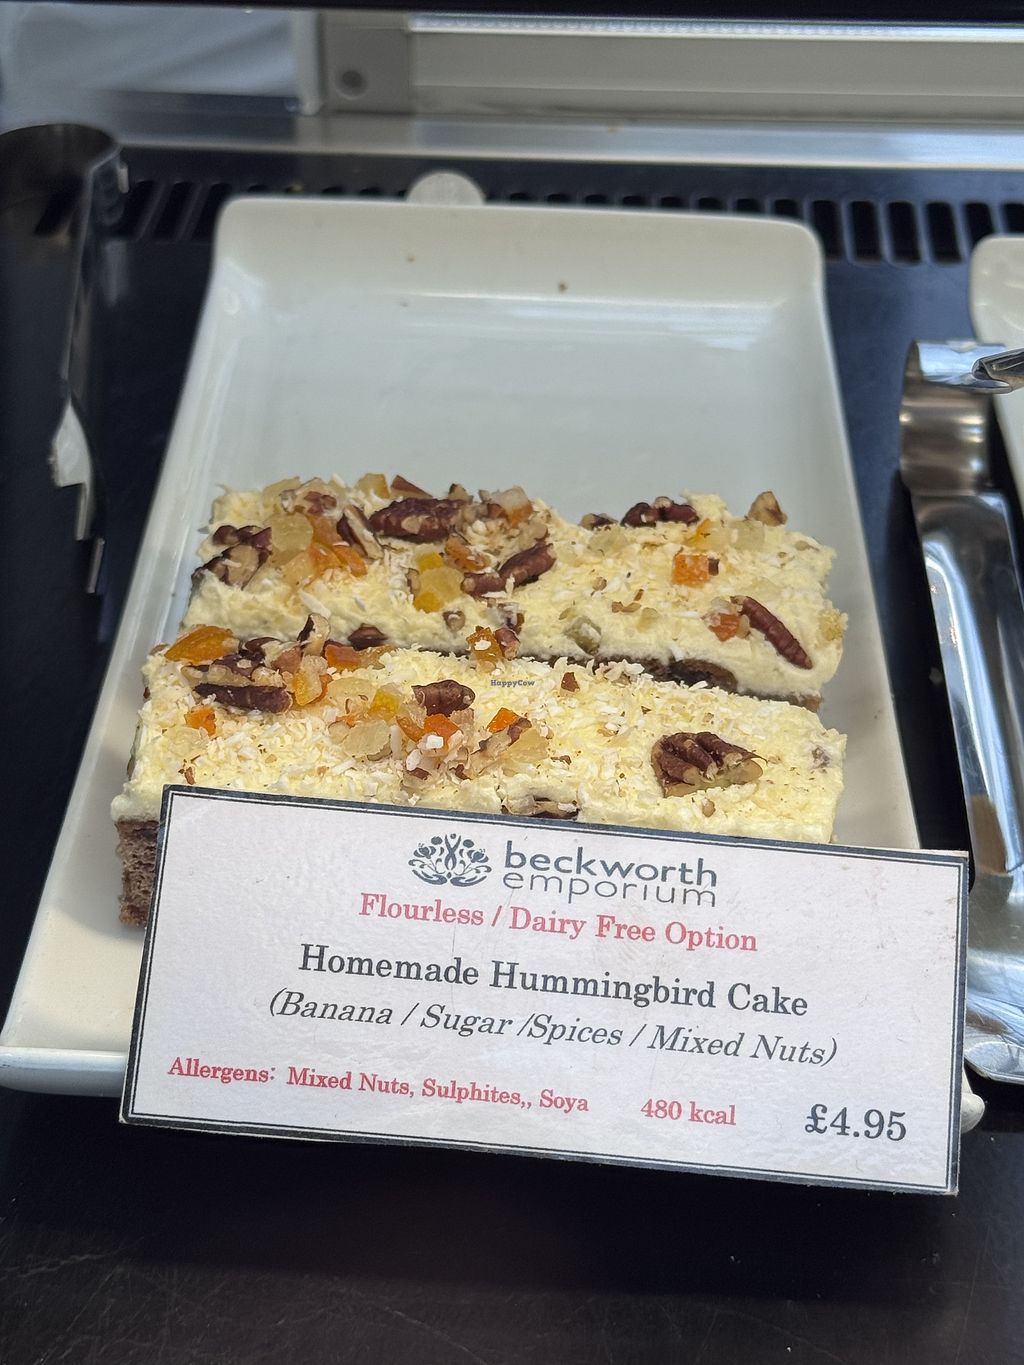 HappyCow
beckworth
emporium
Flourless / Dairy Free Option
Homemade Hummingbird Cake
(Banana / Sugar /Spices / Mixed Nuts)
Allergens: Mixed Nuts, Sulphites,, Soya 480 kcal £4.95